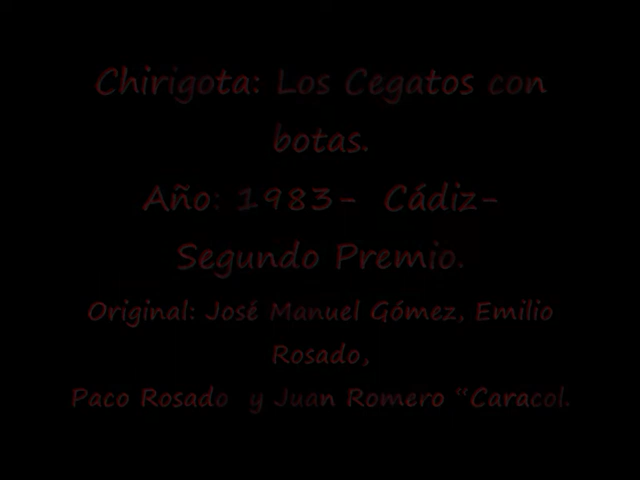 Chirigota: Los Cegatos con
botas.
Año: 1983- Cádiz-
Segundo Premio.
Original: José Manuel Gómez, Emilio
Rosado,
Paco Rosado y Juan Romero “Caracol.